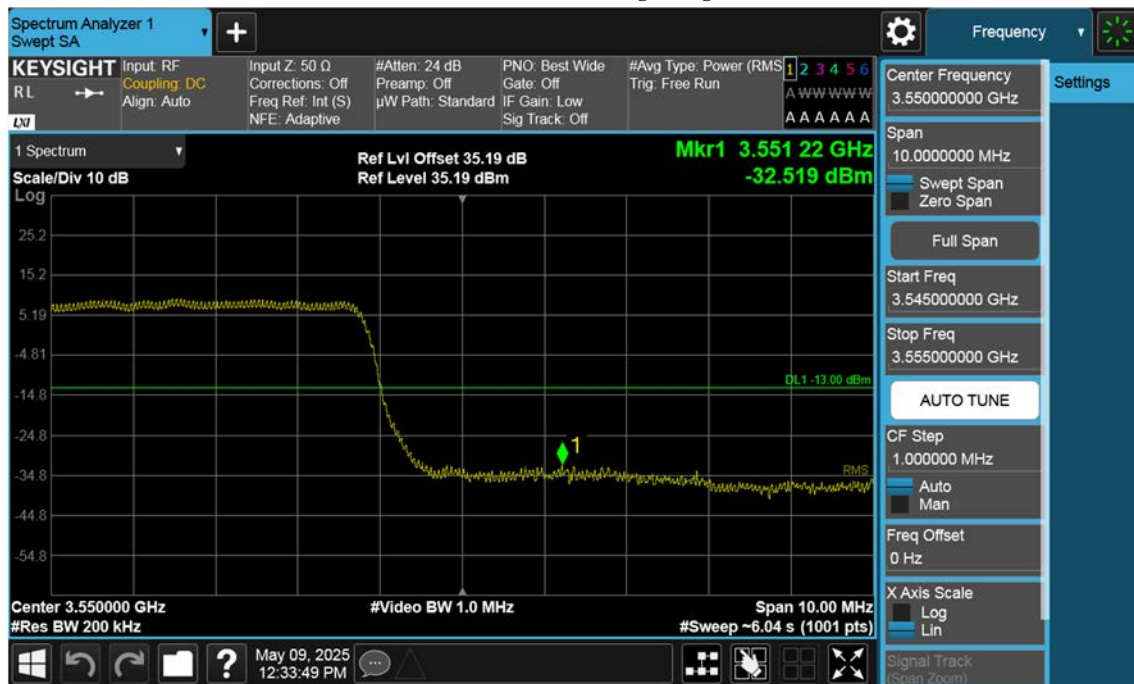 Spectrum Analyzer 1
Swept SA
+
Frequency
KEYSIGHT
RL
LXI
Input: RF
Coupling: DC
Align: Auto
Input Z: 50 Ω
Corrections: Off
Freq Ref: Int (S)
NFE: Adaptive
#Atten: 24 dB
Preamp: Off
µW Path: Standard
PNO: Best Wide
Gate: Off
IF Gain: Low
Sig Track: Off
#Avg Type: Power (RMS
Trig: Free Run
1 2 3 4 5 6
A W W W W W
A A A A A A
1 Spectrum
Scale/Div 10 dB
Ref Lvl Offset 35.19 dB
Ref Level 35.19 dBm
Mkr1 3.551 22 GHz
-32.519 dBm
Log
25.2
15.2
5.19
-4.81
-14.8
-24.8
-34.8
-44.8
-54.8
DL1 -13.00 dBm
1
RMS
Center 3.550000 GHz
#Video BW 1.0 MHz
Span 10.00 MHz
#Res BW 200 kHz
#Sweep ~6.04 s (1001 pts)
Center Frequency
3.550000000 GHz
Settings
Span
10.0000000 MHz
Swept Span
Zero Span
Full Span
Start Freq
3.545000000 GHz
Stop Freq
3.555000000 GHz
AUTO TUNE
CF Step
1.000000 MHz
Auto
Man
Freq Offset
0 Hz
X Axis Scale
Log
Lin
Signal Track
(Span Zoom)
?
May 09, 2025
12:33:49 PM